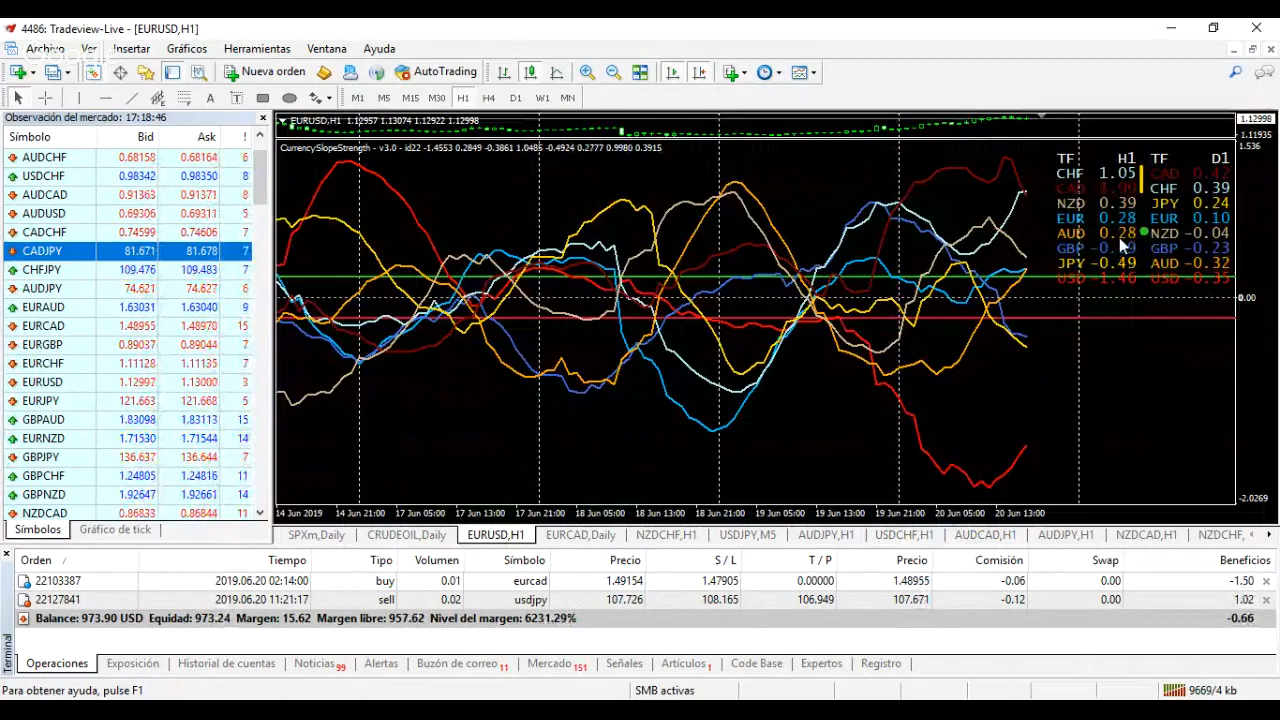 4486: Tradeview-Live - [EURUSD,H1]
Archivo Ver Insertar Gráficos Herramientas Ventana Ayuda
Google
Nueva orden AutoTrading
A T M1 M5 M15 M30 H1 H4 D1 W1 MN
Observación del mercado: 17:18:46
Símbolo Bid Ask !
AUDCHF 0.68158 0.68164 6
USDCHF 0.98342 0.98350 8
AUDCAD 0.91363 0.91371 8
AUDUSD 0.69306 0.69311 5
CADCHF 0.74599 0.74606 7
CADJPY 81.671 81.678 7
CHFJPY 109.476 109.483 7
AUDJPY 74.621 74.627 6
EURAUD 1.63031 1.63040 9
EURCAD 1.48955 1.48970 15
EURGBP 0.89037 0.89044 7
EURCHF 1.11128 1.11135 7
EURUSD 1.12997 1.13000 3
EURJPY 121.663 121.668 5
GBPAUD 1.83098 1.83113 15
EURNZD 1.71530 1.71544 14
GBPJPY 136.637 136.644 7
GBPCHF 1.24805 1.24816 11
GBPNZD 1.92647 1.92661 14
NZDCAD 0.86833 0.86844 11
Símbolos Gráfico de tick
EURUSD,H1 1.12957 1.13074 1.12922 1.12998
1.12998
1.11935
CurrencySlopeStrength - v3.0 - id22 -1.4553 0.2849 -0.3861 1.0485 -0.4924 0.2777 0.9980 0.3915
1.536
TF H1 TF D1
CHF 1.05 CAD 0.42
CAD 1.99 CHF 0.39
NZD 0.39 JPY 0.24
EUR 0.28 EUR 0.10
AUD 0.28 NZD -0.04
GBP GBP -0.23
JPY -0.49 AUD -0.32
USD -1.46 USD -0.35
0.00
-2.0269
14 Jun 2019 14 Jun 21:00 17 Jun 05:00 17 Jun 13:00 17 Jun 21:00 18 Jun 05:00 18 Jun 13:00 18 Jun 21:00 19 Jun 05:00 19 Jun 13:00 19 Jun 21:00 20 Jun 05:00 20 Jun 13:00
SPXm,Daily CRUDEOIL,Daily EURUSD,H1 EURCAD,Daily NZDCHF,H1 USDJPY,M5 AUDJPY,H1 USDCHF,H1 AUDCAD,H1 AUDJPY,H1 NZDCAD,H1 NZDCHF,
Orden / Tiempo Tipo Volumen Símbolo Precio S / L T / P Precio Comisión Swap Beneficios
22103387 2019.06.20 02:14:00 buy 0.01 eurcad 1.49154 1.47905 0.00000 1.48955 -0.06 0.00 -1.50
22127841 2019.06.20 11:21:17 sell 0.02 usdjpy 107.726 108.165 106.949 107.671 -0.12 0.00 1.02
Balance: 973.90 USD Equidad: 973.24 Margen: 15.62 Margen libre: 957.62 Nivel del margen: 6231.29% -0.66
Terminal
Operaciones Exposición Historial de cuentas Noticias 99 Alertas Buzón de correo 11 Mercado 151 Señales Artículos 1 Code Base Expertos Registro
Para obtener ayuda, pulse F1 SMB activas 9669/4 kb